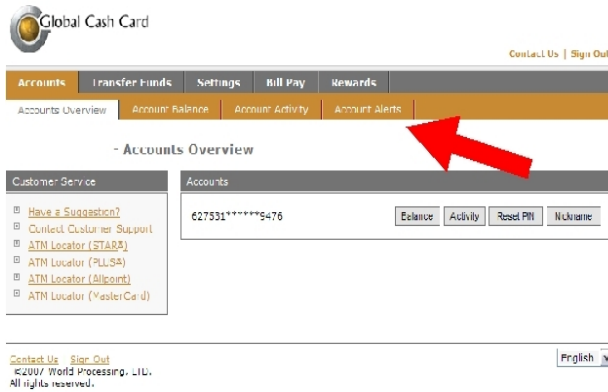 Global Cash Card
Contact Us | Sign Out
Accounts Transfer Funds Settings Bill Pay Rewards
Accounts Overview Account Balance Account Activity Account Alerts
- Accounts Overview
Customer Service
Have a Suggestion?
Contact Customer Support
ATM Locator (STARÂ)
ATM Locator (PLUSÂ)
ATM Locator (Allpoint)
ATM Locator (MasterCard)
Accounts
627531******9476 Balance Activity Reset PIN Nickname
Contact Us Sign Out
©2007 World Processing, LTD.
All rights reserved.
English